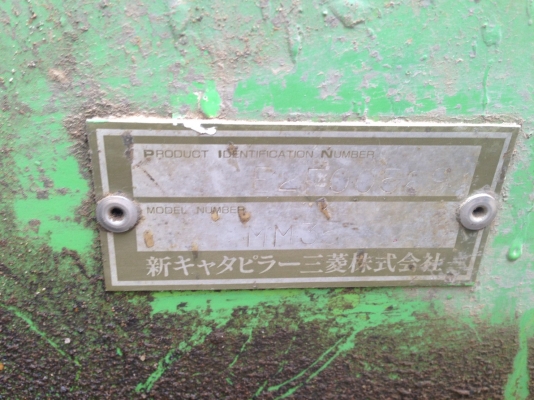 PRODUCT IDENTIFICATION NUMBER
MODEL NUMBER
新キャタピラー三菱株式会社